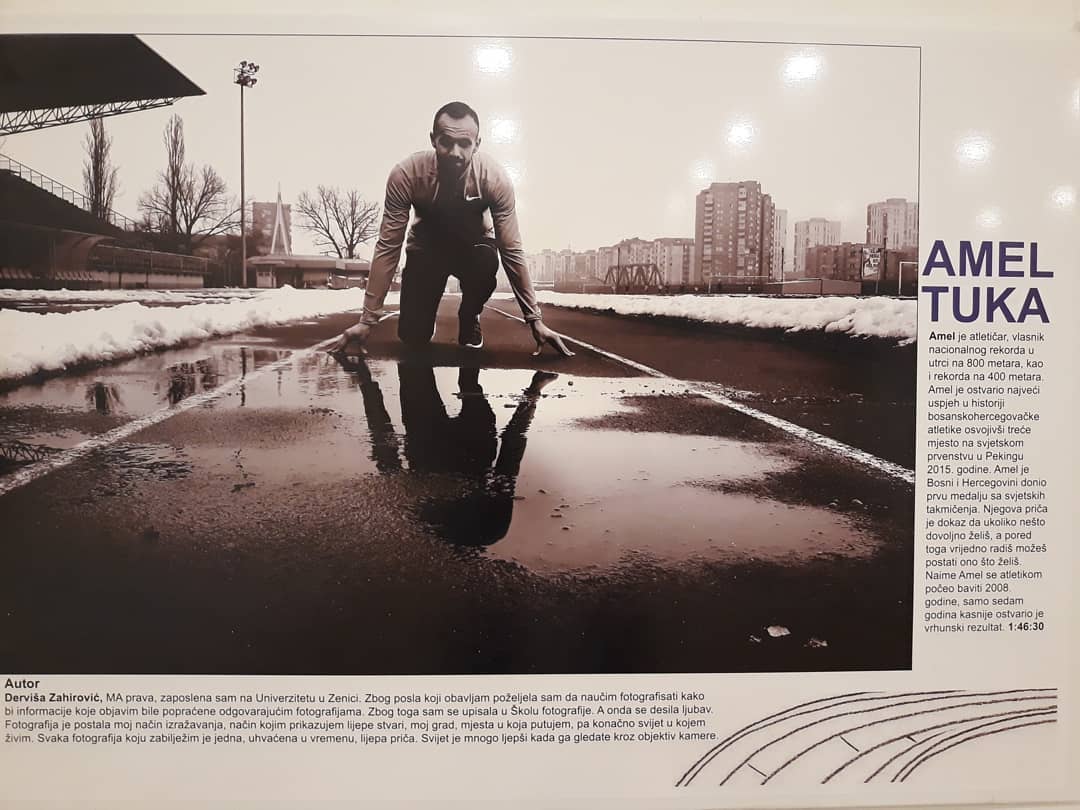 AMEL
TUKA
Amel je atletičar, vlasnik
nacionalnog rekorda u
utrci na 800 metara, kao
i rekorda na 400 metara.
Amel je ostvario najveći
uspjeh u historiji
bosanskohercegovačke
atletike osvojivši treće
mjesto na svjetskom
prvenstvu u Pekingu
2015. godine. Amel je
Bosni i Hercegovini donio
prvu medalju sa svjetskih
takmičenja. Njegova priča
je dokaz da ukoliko nešto
dovoljno želiš, a pored
toga vrijedno radiš možeš
postati ono što želiš.
Naime Amel se atletikom
počeo baviti 2008.
godine, samo sedam
godina kasnije ostvario je
vrhunski rezultat. 1:46:30
Autor
Derviša Zahirović, MA prava, zaposlena sam na Univerzitetu u Zenici. Zbog posla koji obavljam poželjela sam da naučim fotografisati kako
bi informacije koje objavim bile popraćene odgovarajućim fotografijama. Zbog toga sam se upisala u Školu fotografije. A onda se desila ljubav.
Fotografija je postala moj način izražavanja, način kojim prikazujem lijepe stvari, moj grad, mjesta u koja putujem, pa konačno svijet u kojem
živim. Svaka fotografija koju zabilježim je jedna, uhvaćena u vremenu, lijepa priča. Svijet je mnogo ljepši kada ga gledate kroz objektiv kamere.